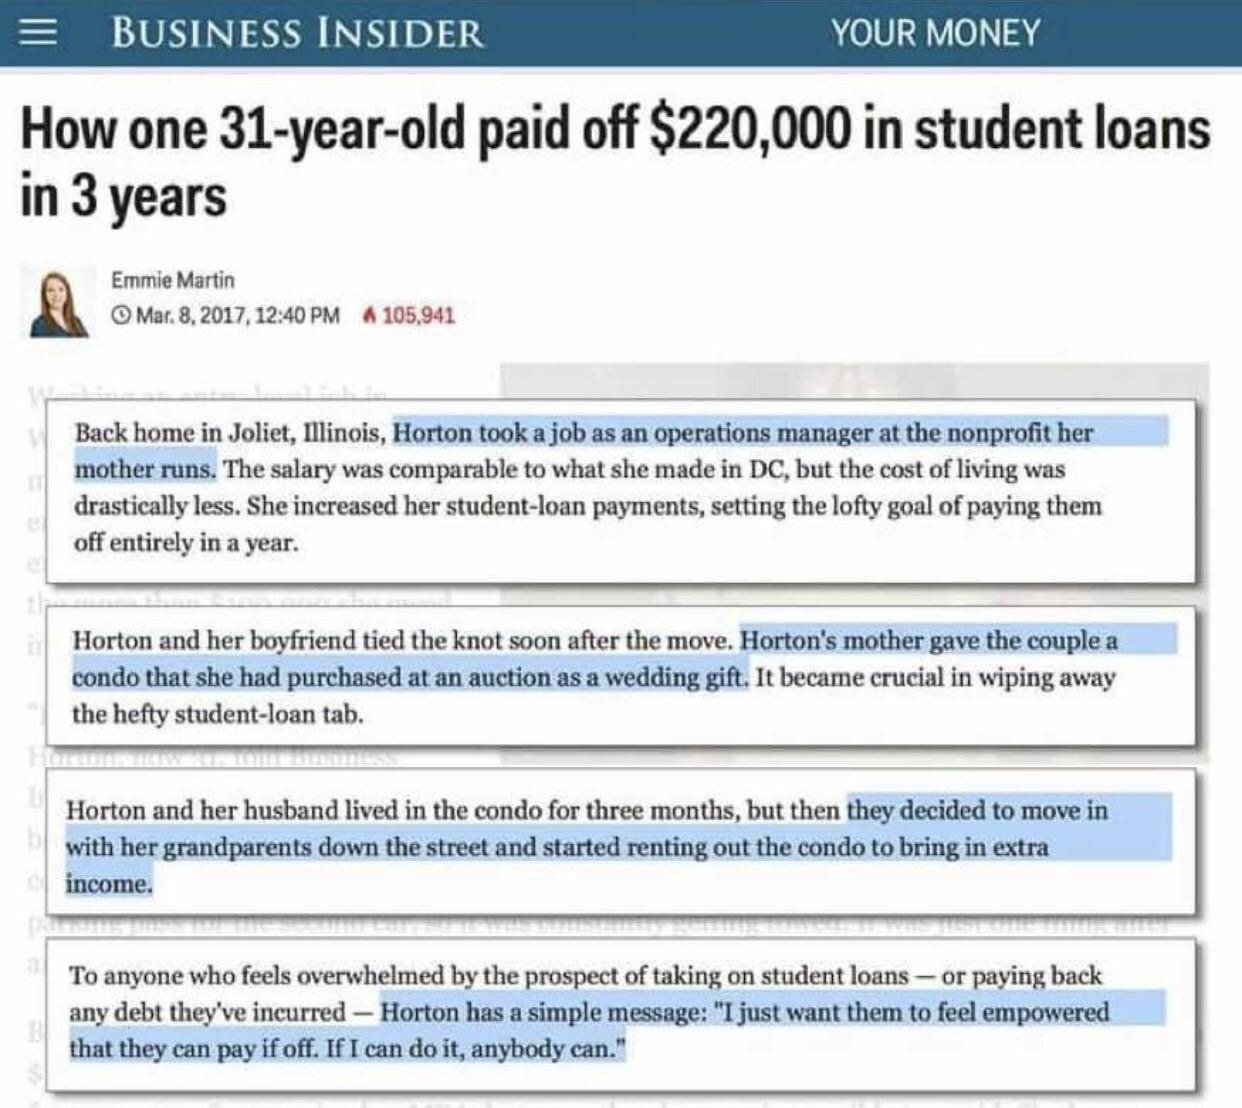 BUSINESS INSIDER YOUR MONEY
How one 31-year-old paid off $220,000 in student loans
in 3 years
Emmie Martin
Mar. 8, 2017, 12:40 PM 105,941
Back home in Joliet, Illinois, Horton took a job as an operations manager at the nonprofit her
mother runs. The salary was comparable to what she made in DC, but the cost of living was
drastically less. She increased her student-loan payments, setting the lofty goal of paying them
off entirely in a year.
Horton and her boyfriend tied the knot soon after the move. Horton's mother gave the couple a
condo that she had purchased at an auction as a wedding gift. It became crucial in wiping away
the hefty student-loan tab.
Horton, now 31, told Business
Horton and her husband lived in the condo for three months, but then they decided to move in
with her grandparents down the street and started renting out the condo to bring in extra
income.
To anyone who feels overwhelmed by the prospect of taking on student loans — or paying back
any debt they've incurred — Horton has a simple message: "I just want them to feel empowered
that they can pay if off. If I can do it, anybody can."